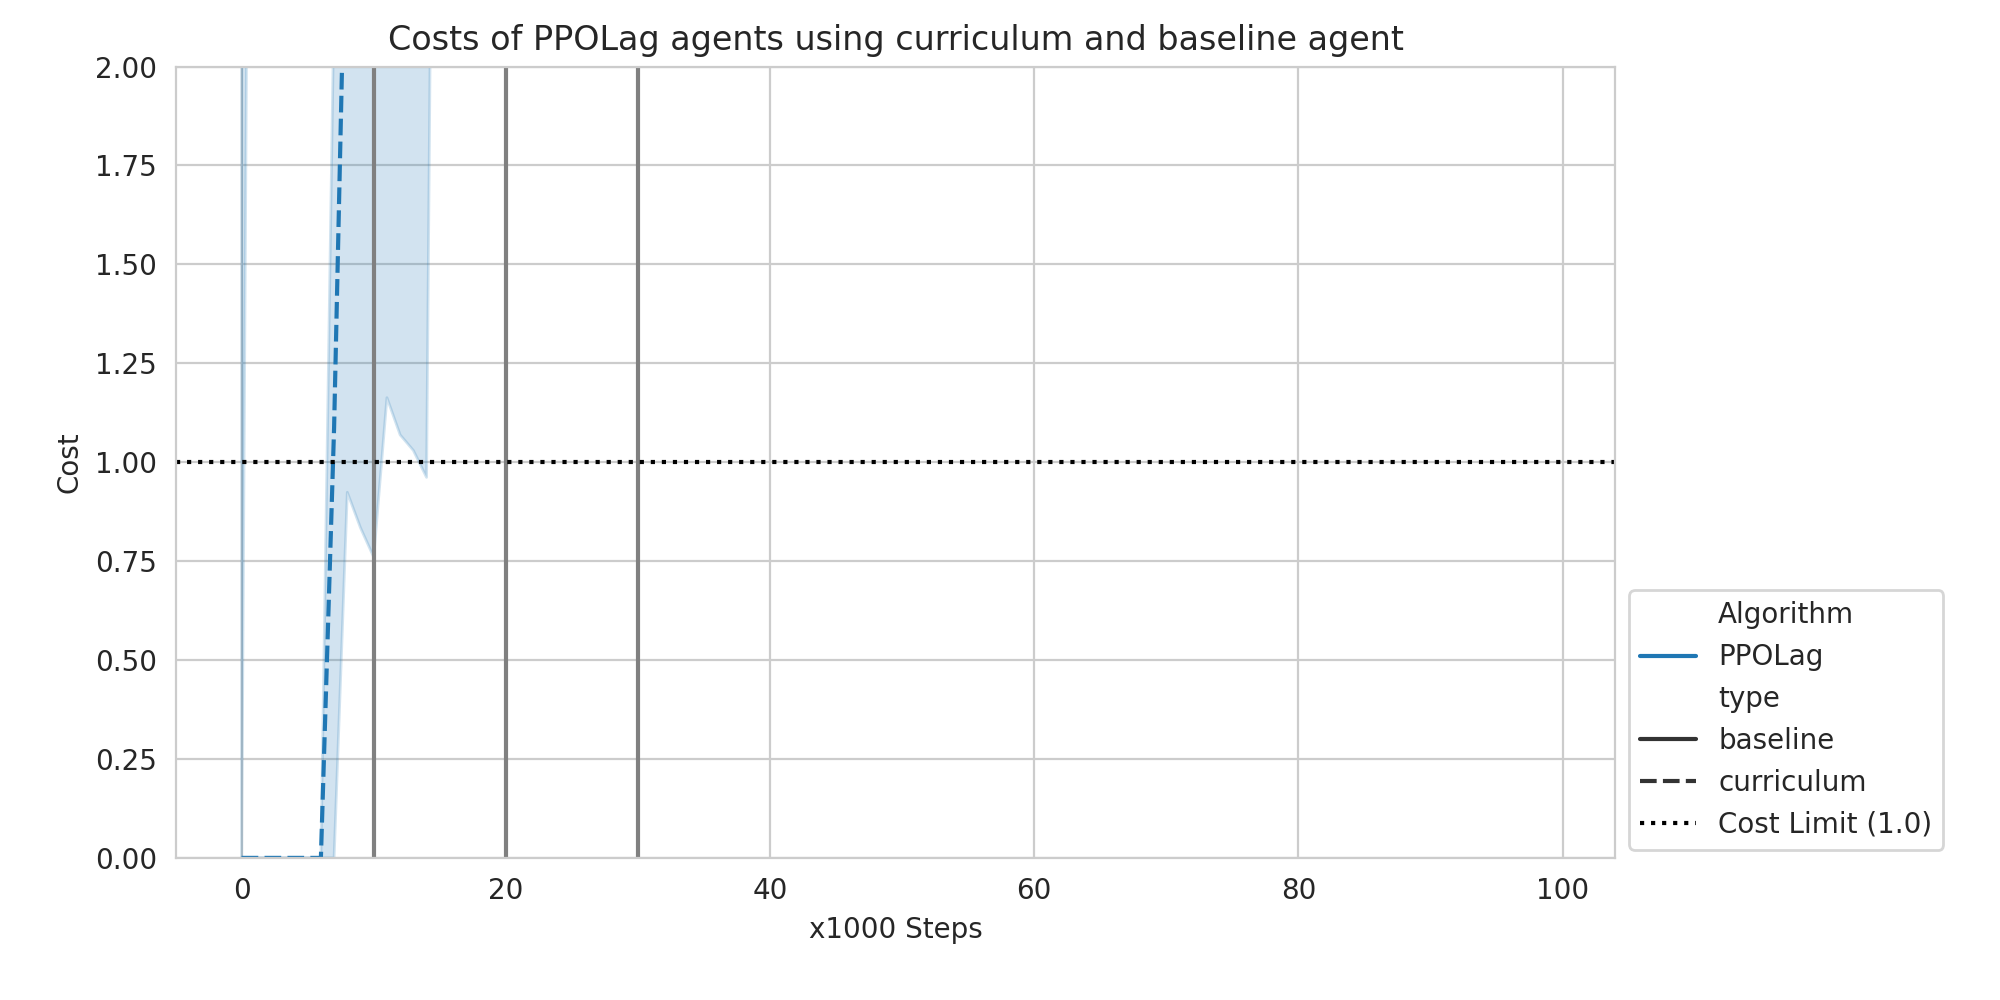 Costs of PPOLag agents using curriculum and baseline agent
2.00
1.75
1.50
1.25
1.00
0.75
0.50
0.25
0.00
Cost
0 20 40 60 80 100
x1000 Steps
Algorithm
PPOLag
type
baseline
curriculum
Cost Limit (1.0)